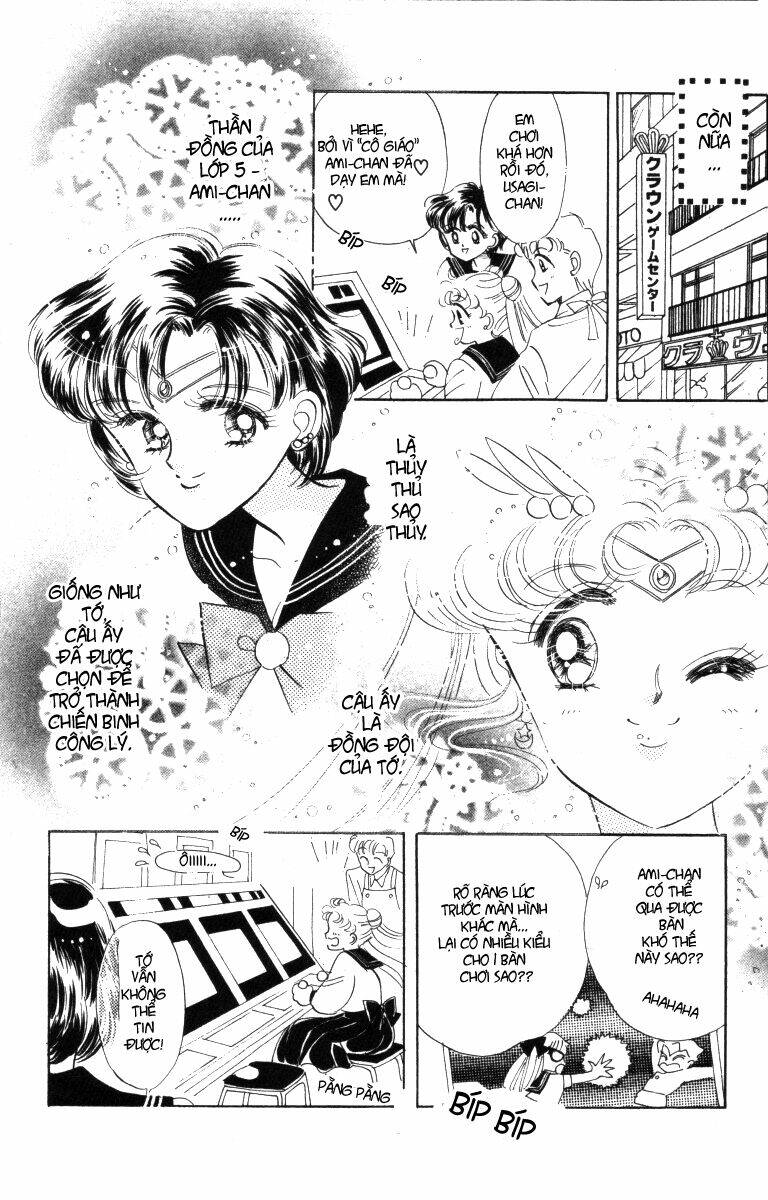 CÒN
NỮA
...
クラウンゲームセンター
クラウン
EM
CHƠI
KHÁ HƠN
RỒI ĐÓ,
USAGI-
CHAN!
HEHE,
BỞI VÌ "CÔ GIÁO"
AMI-CHAN ĐÃ
DẠY EM MÀ!
BÍP
BÍP
THẦN
ĐỒNG CỦA
LỚP 5 -
AMI-CHAN
.....
LÀ
THỦY
THỦ
SAO
THỦY.
GIỐNG NHƯ
TỚ,
CẬU ẤY
ĐÃ ĐƯỢC
CHỌN ĐỂ
TRỞ THÀNH
CHIẾN BINH
CÔNG LÝ.
CẬU ẤY
LÀ
ĐỒNG ĐỘI
CỦA TỚ.
AMI-CHAN
CÓ THỂ
QUA ĐƯỢC
BÀN
KHÓ THẾ
NÀY SAO??
AHAHAHA
RÕ RÀNG LÚC
TRƯỚC MÀN HÌNH
KHÁC MÀ...
LẠI CÓ NHIỀU KIỂU
CHO 1 BÀN
CHƠI SAO??
BÍP BÍP
BÍP
ÔIIIII...
TỚ
VẪN
KHÔNG
THỂ
TIN
ĐƯỢC!
PẰNG PẰNG